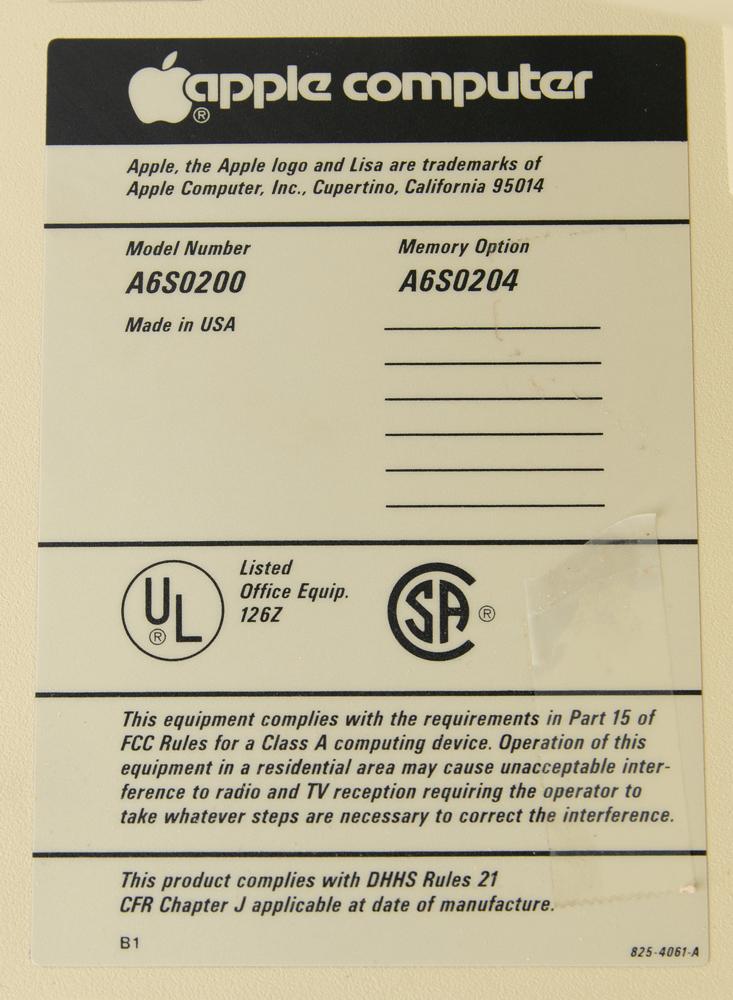 apple computer
®
Apple, the Apple logo and Lisa are trademarks of
Apple Computer, Inc., Cupertino, California 95014
Model Number
A6S0200
Made in USA
Memory Option
A6S0204
UL
®
Listed
Office Equip.
126Z
CSA ®
This equipment complies with the requirements in Part 15 of
FCC Rules for a Class A computing device. Operation of this
equipment in a residential area may cause unacceptable inter-
ference to radio and TV reception requiring the operator to
take whatever steps are necessary to correct the interference.
This product complies with DHHS Rules 21
CFR Chapter J applicable at date of manufacture.
B1
825-4061-A